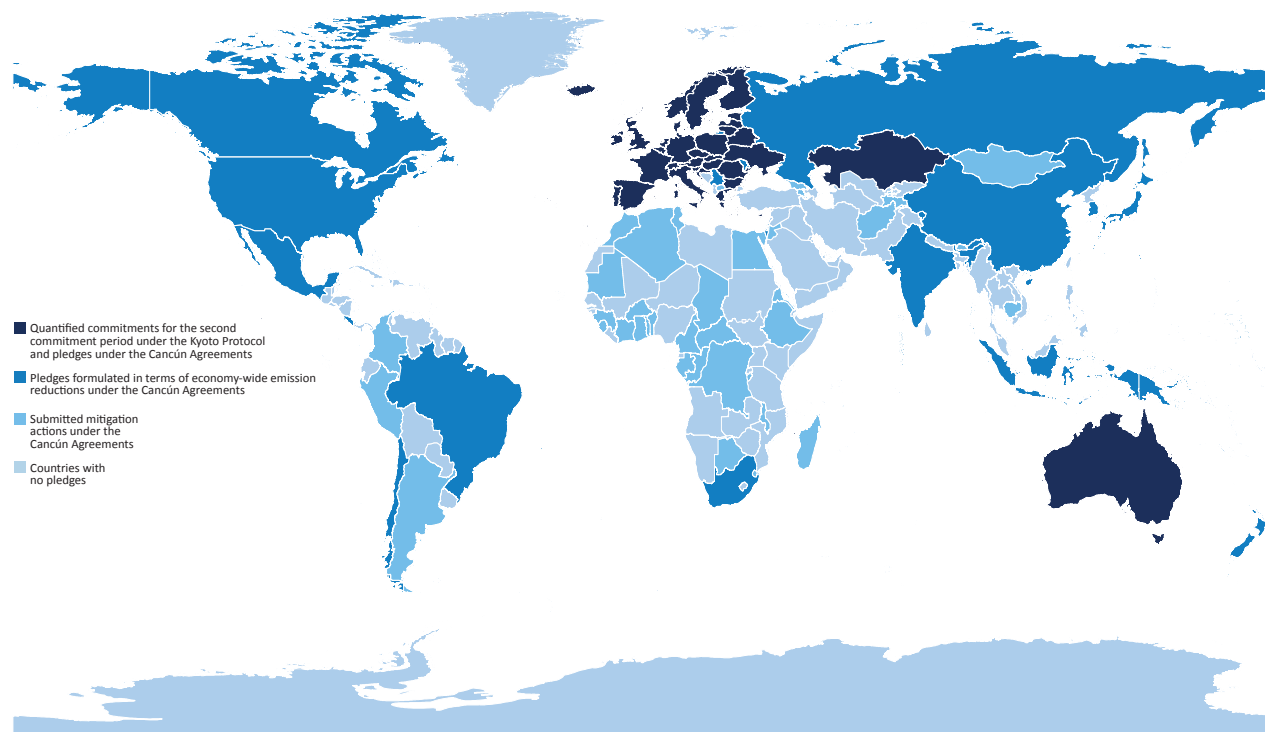 Quantified commitments for the second
commitment period under the Kyoto Protocol
and pledges under the Cancún Agreements
Pledges formulated in terms of economy-wide emission
reductions under the Cancún Agreements
Submitted mitigation
actions under the
Cancún Agreements
Countries with
no pledges